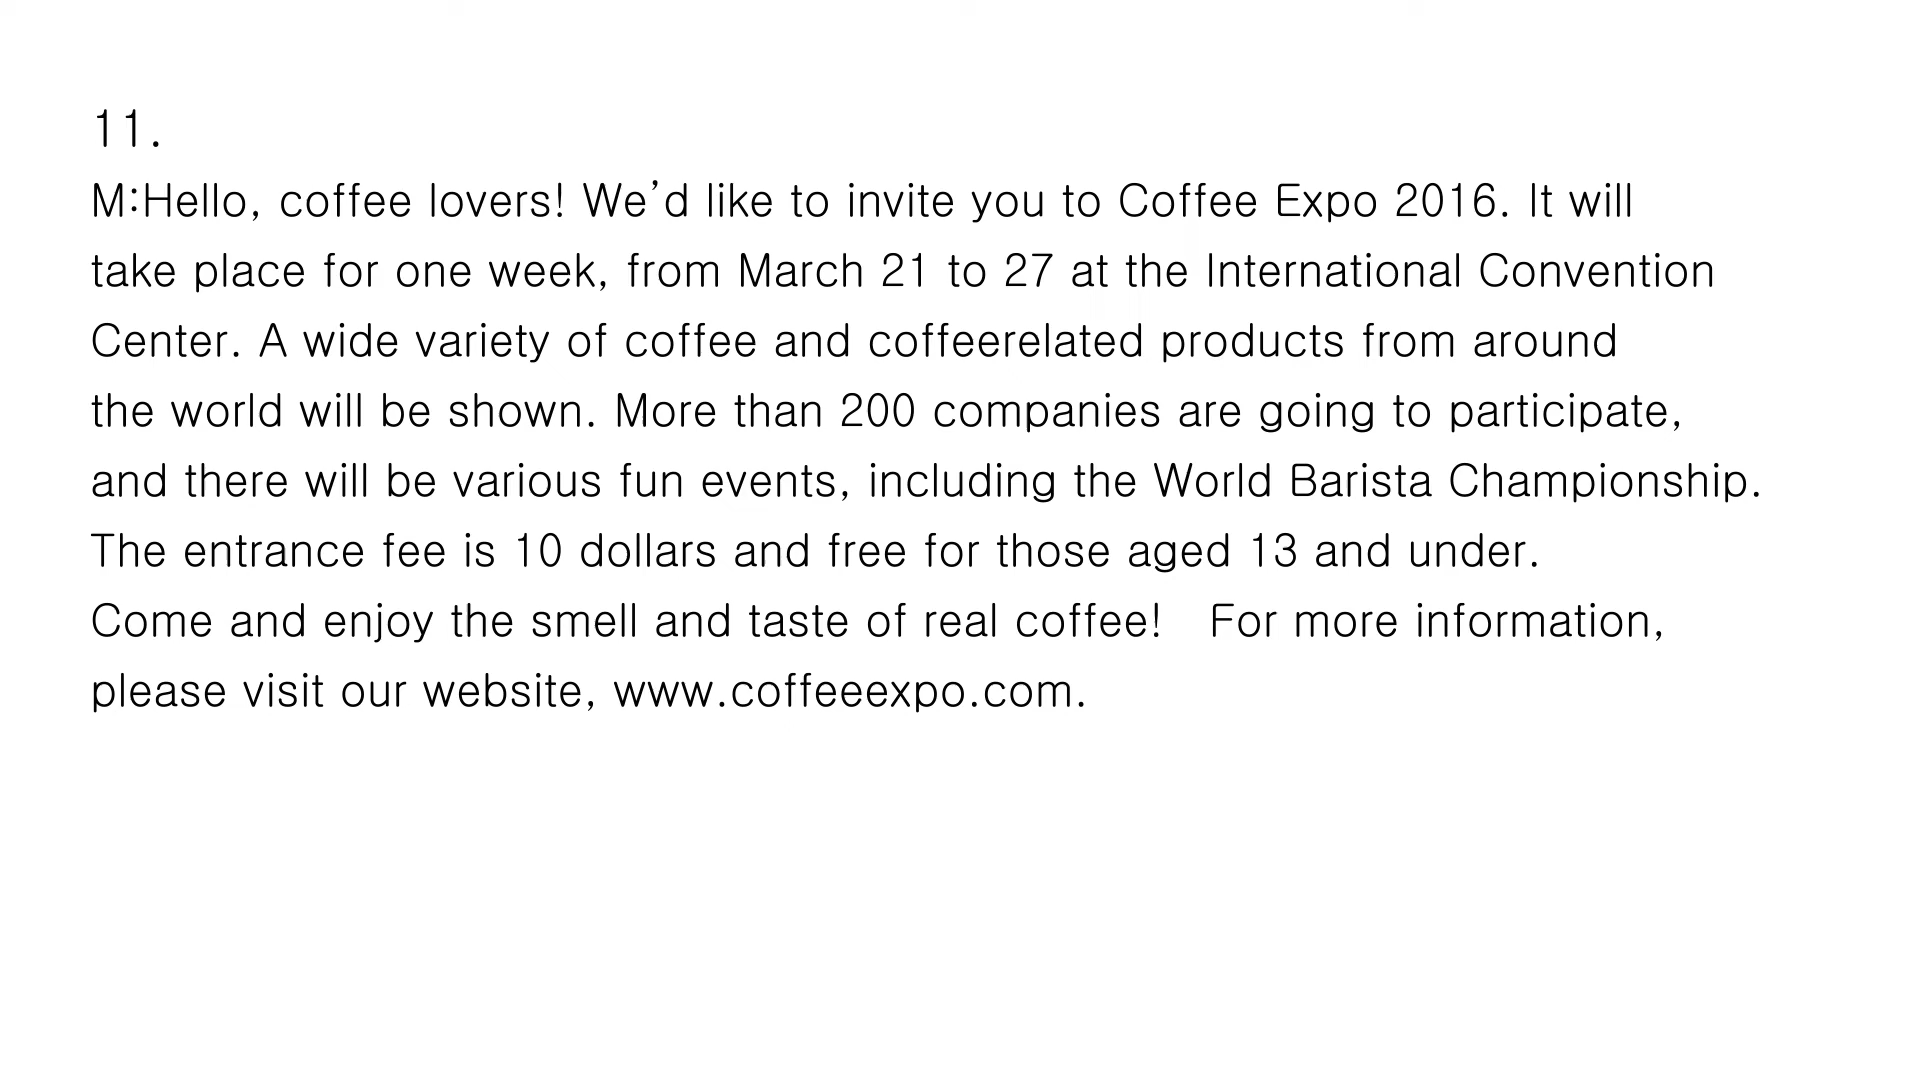 11.
M:Hello, coffee lovers! We’d like to invite you to Coffee Expo 2016. It will
take place for one week, from March 21 to 27 at the International Convention
Center. A wide variety of coffee and coffeerelated products from around
the world will be shown. More than 200 companies are going to participate,
and there will be various fun events, including the World Barista Championship.
The entrance fee is 10 dollars and free for those aged 13 and under.
Come and enjoy the smell and taste of real coffee!   For more information,
please visit our website, www.coffeeexpo.com.